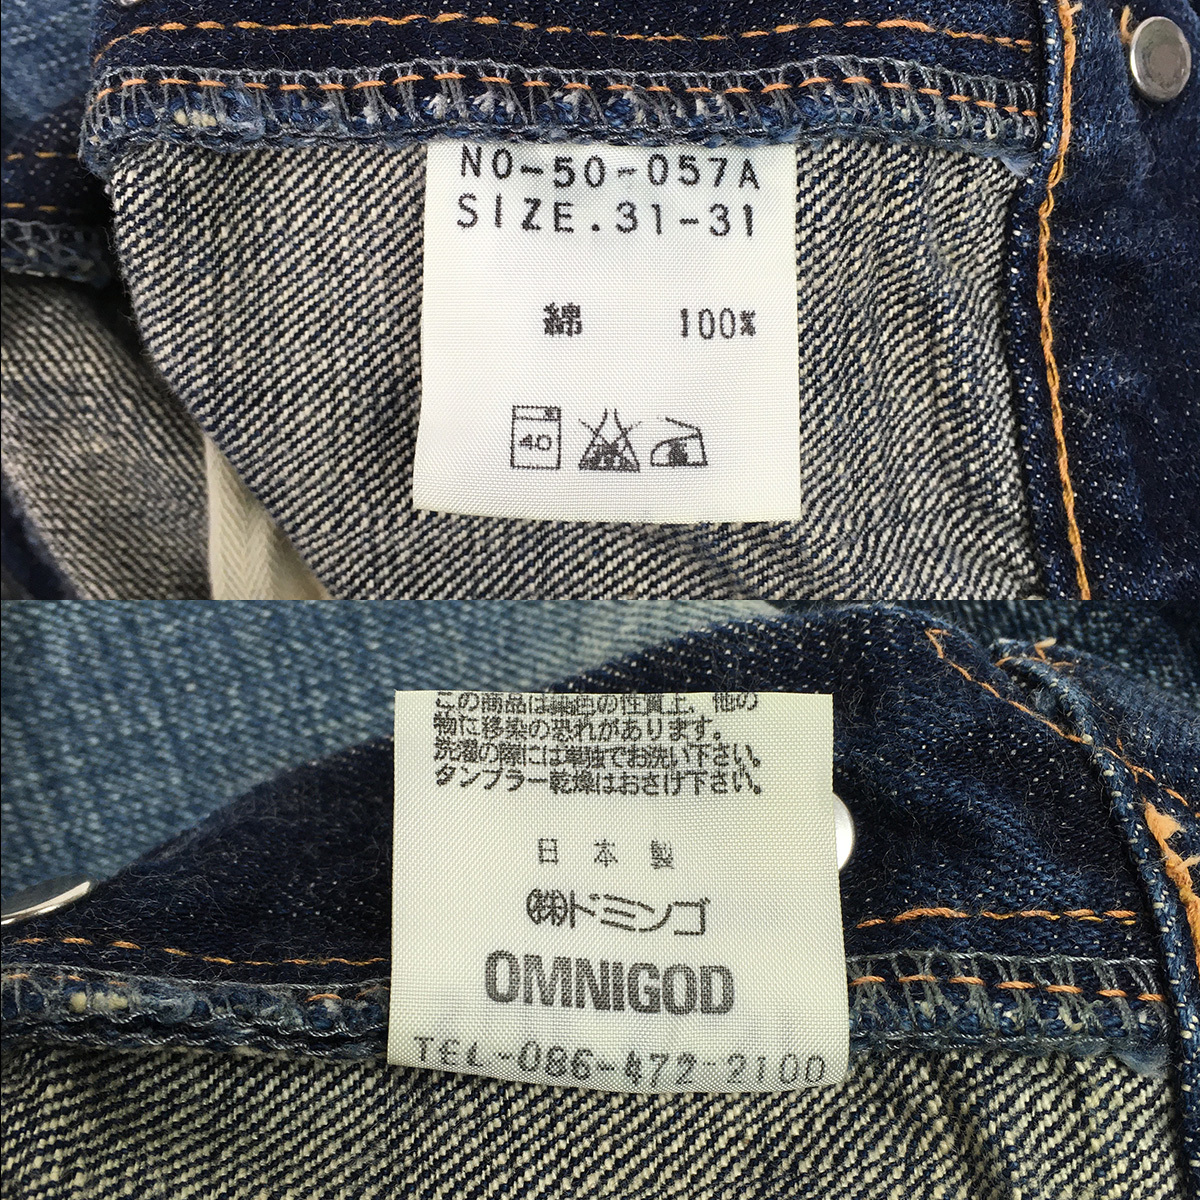 NO-50-057A
SIZE.31-31
綿 100%
40
この商品は染色の性質上、他の
物に移染の恐れがあります。
洗濯の際には単独でお洗い下さい。
タンブラー乾燥はおさけ下さい。
日本製
㈱ドミンゴ
OMNIGOD
TEL-086-472-2100